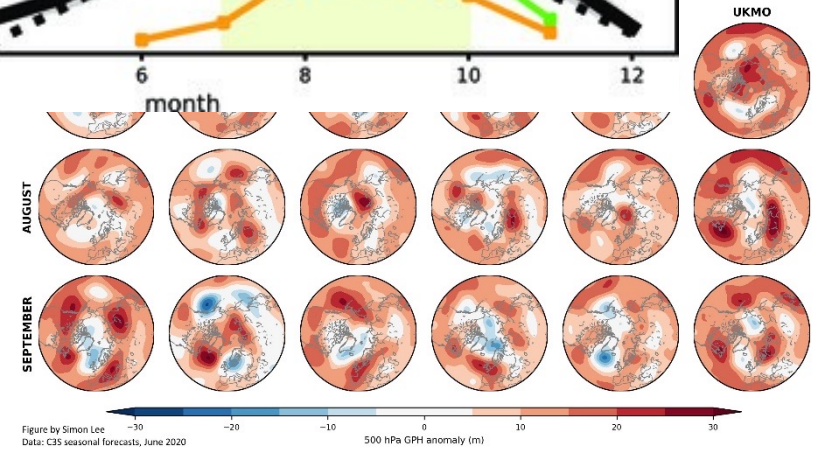 UKMO
6 8 10 12
month
AUGUST
SEPTEMBER
−30 −20 −10 0 10 20 30
500 hPa GPH anomaly (m)
Figure by Simon Lee
Data: C3S seasonal forecasts, June 2020